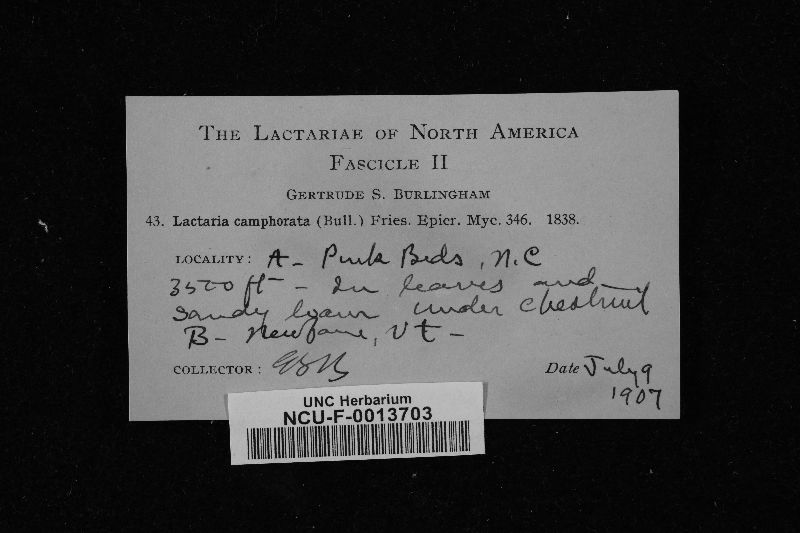 THE LACTARIAE OF NORTH AMERICA
FASCICLE II
GERTRUDE S. BURLINGHAM
43. Lactaria camphorata (Bull.) Fries. Epicr. Myc. 346. 1838.
LOCALITY: A- Pink Beds, N.C
3500 ft - In leaves and
sandy loam under chestnut
B- Newfane, Vt -
COLLECTOR: GSB
Date July 9
1907
UNC Herbarium
NCU-F-0013703